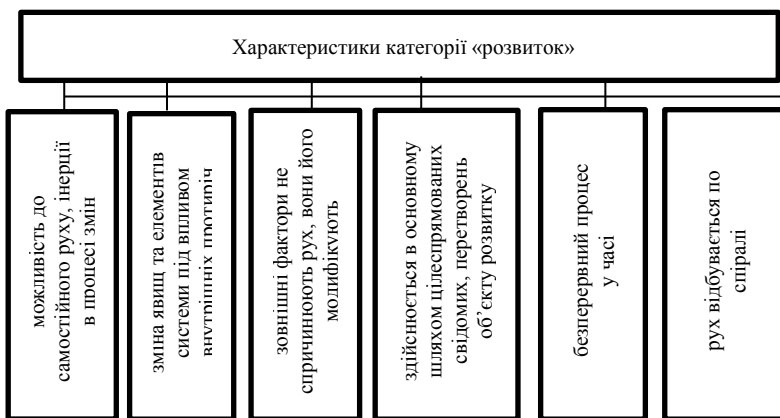 Характеристики категорії «розвиток»
можливість до
самостійного руху, інерції
в процесі змін
зміна явищ та елементів
системи під впливом
внутрішніх протиріч
зовнішні фактори не
спричинюють рух, вони його
модифікують
здійснюється в основному
шляхом цілеспрямованих
свідомих, перетворень
об’єкту розвитку
безперервний процес
у часі
рух відбувається по
спіралі